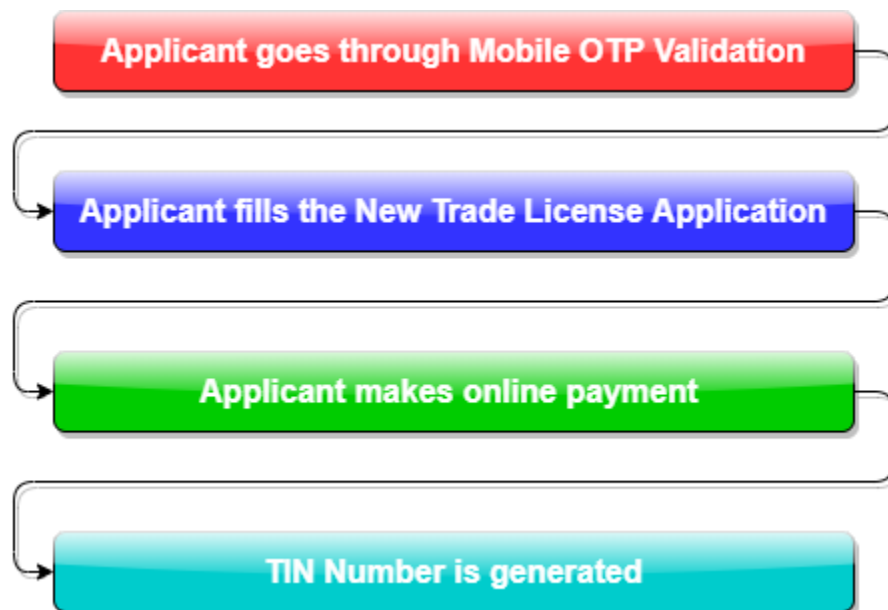 Applicant goes through Mobile OTP Validation
Applicant fills the New Trade License Application
Applicant makes online payment
TIN Number is generated